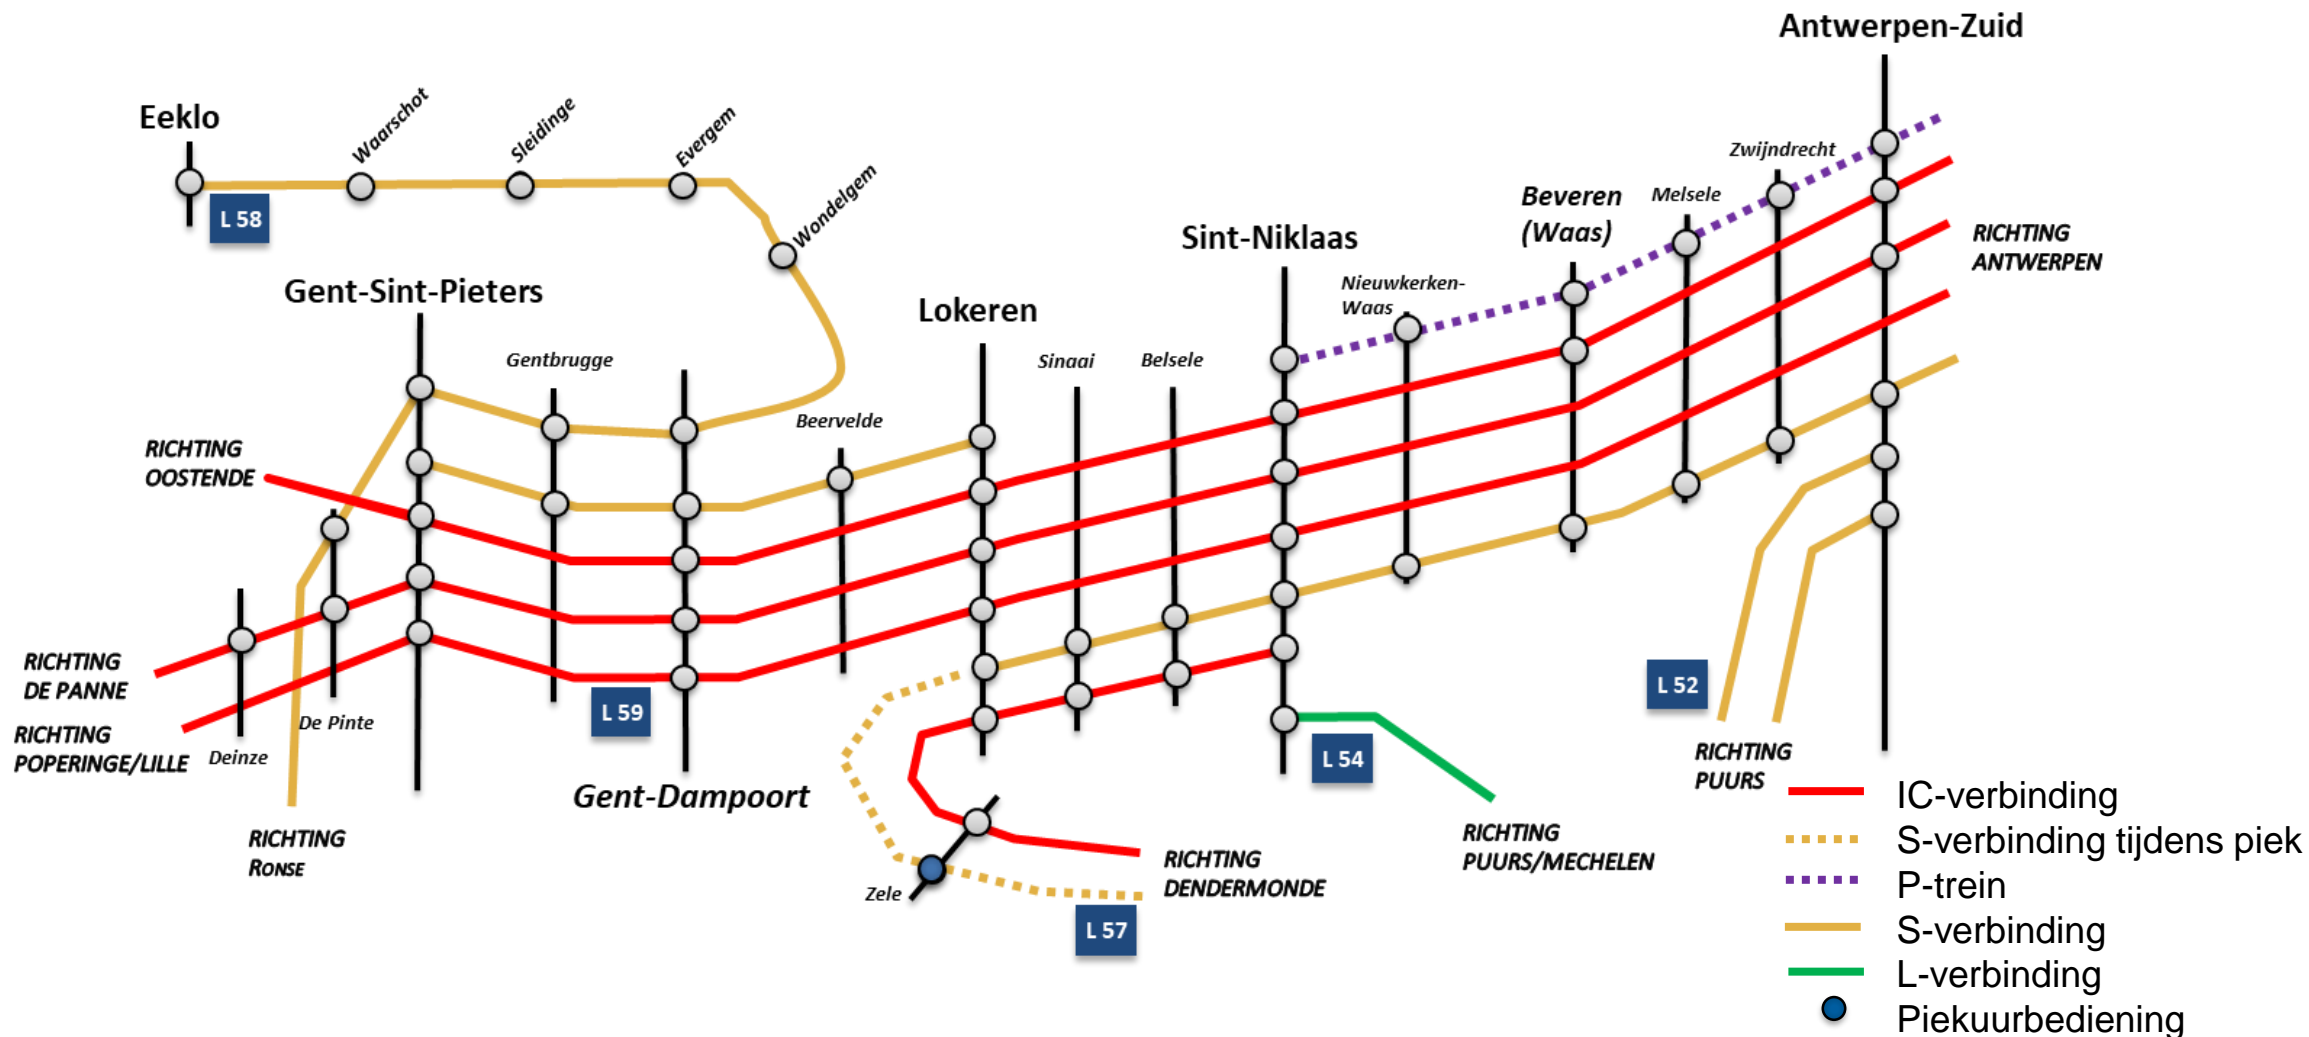 Antwerpen-Zuid
Eeklo
Waarschot
Sleidinge
Evergem
Wondelgem
L 58
Zwijndrecht
Melsele
Beveren
(Waas)
Sint-Niklaas
RICHTING
ANTWERPEN
Nieuwkerken-
Waas
Gent-Sint-Pieters
Lokeren
Gentbrugge
Sinaai
Belsele
Beervelde
RICHTING
OOSTENDE
RICHTING
DE PANNE
RICHTING
POPERINGE/LILLE
Deinze
De Pinte
L 59
L 52
L 54
RICHTING
PUURS
Gent-Dampoort
RICHTING
RONSE
RICHTING
PUURS/MECHELEN
RICHTING
DENDERMONDE
Zele
L 57
IC-verbinding
S-verbinding tijdens piek
P-trein
S-verbinding
L-verbinding
Piekuurbediening